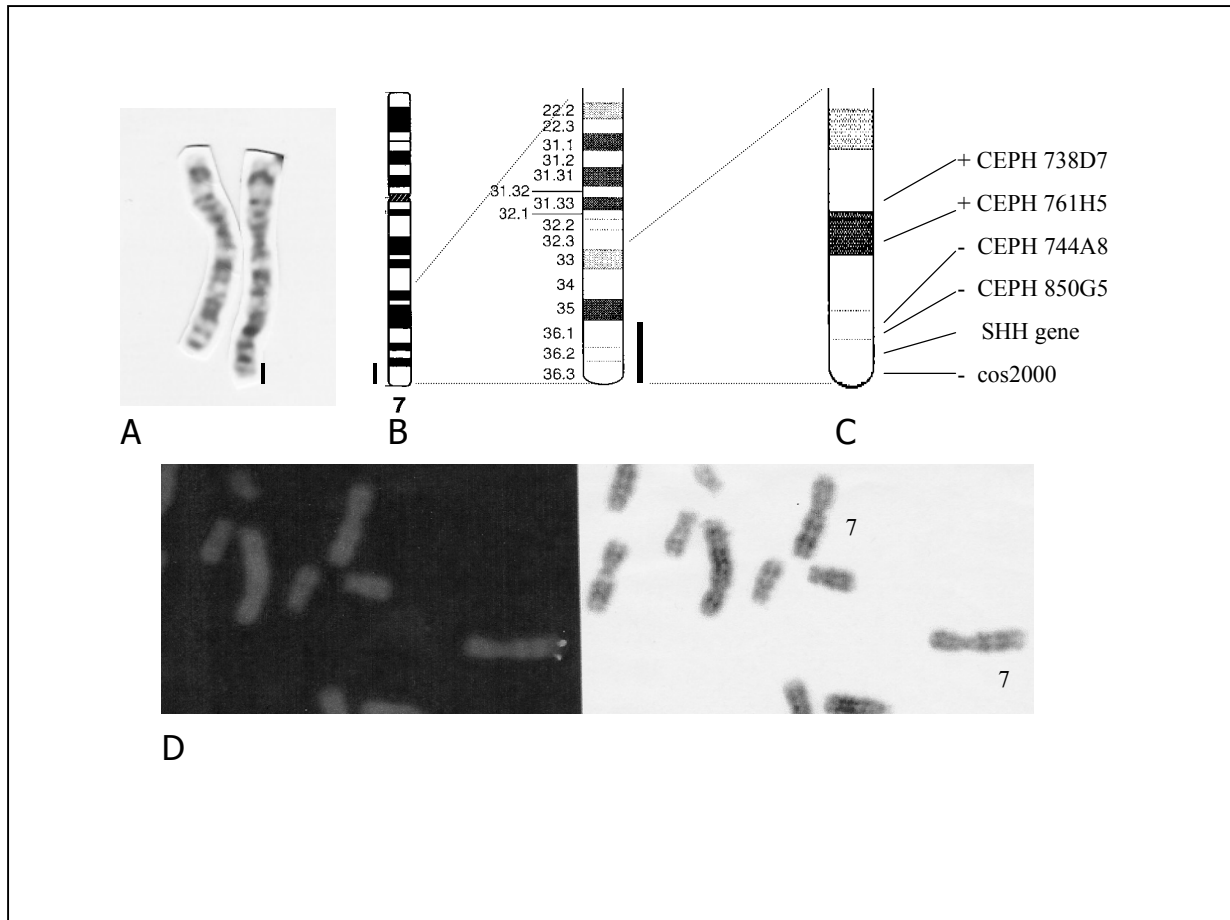 22.2
22.3
31.1
31.2
31.31
31.32
31.33
32.1
32.2
32.3
33
34
35
36.1
36.2
36.3
+ CEPH 738D7
+ CEPH 761H5
- CEPH 744A8
- CEPH 850G5
SHH gene
- cos2000
7
A
B
C
7
7
D